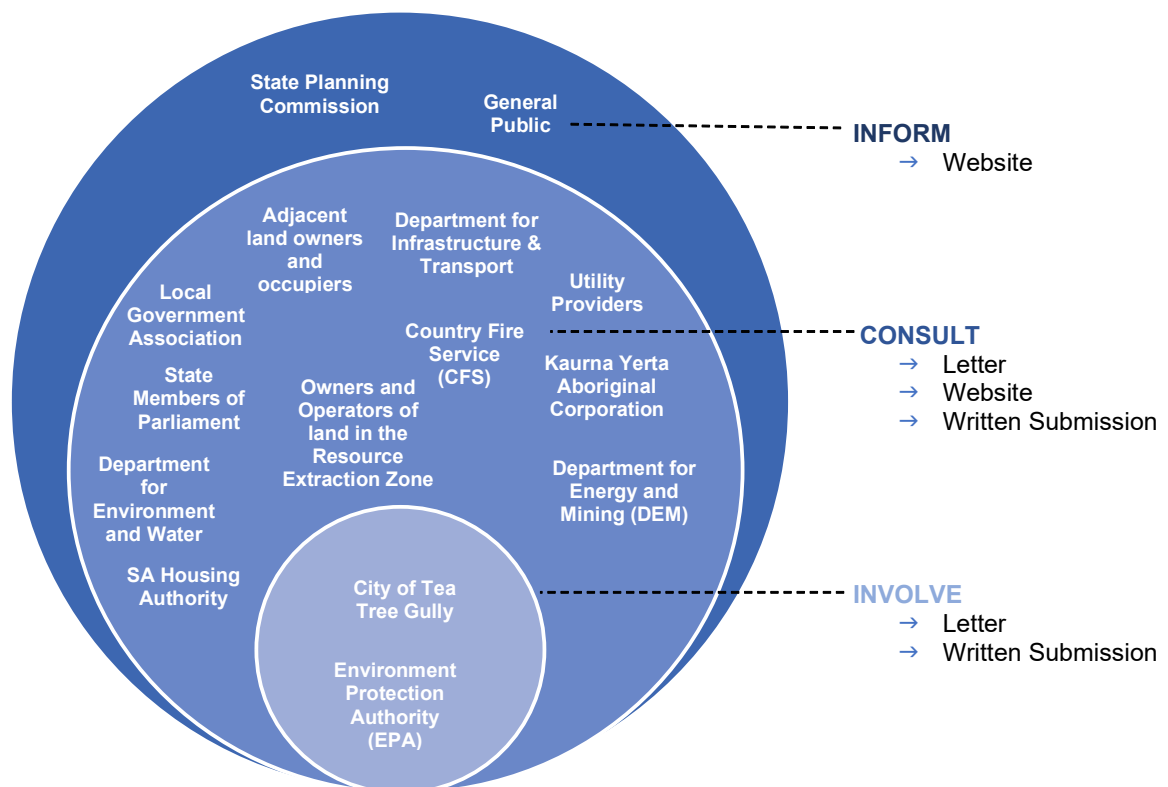 State Planning
Commission
General
Public
INFORM
→ Website
Adjacent
land owners
and
occupiers
Department for
Infrastructure &
Transport
Utility
Providers
Local
Government
Association
Country Fire
Service
(CFS)
CONSULT
→ Letter
→ Website
→ Written Submission
State
Members of
Parliament
Owners and
Operators of
land in the
Resource
Extraction Zone
Kaurna Yerta
Aboriginal
Corporation
Department
for
Environment
and Water
Department for
Energy and
Mining (DEM)
SA Housing
Authority
City of Tea
Tree Gully
Environment
Protection
Authority
(EPA)
INVOLVE
→ Letter
→ Written Submission